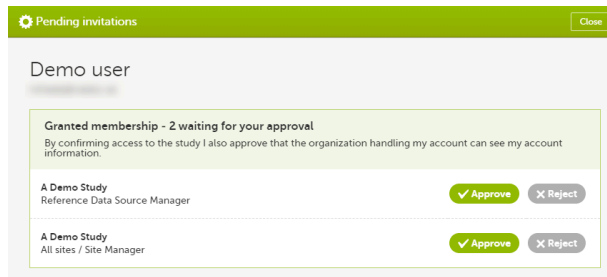 Pending invitations
Close
Demo user
Granted membership - 2 waiting for your approval
By confirming access to the study I also approve that the organization handling my account can see my account
information.
A Demo Study
Reference Data Source Manager
Approve
Reject
A Demo Study
All sites / Site Manager
Approve
Reject